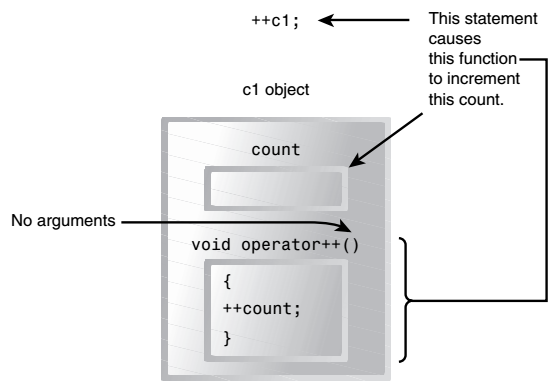 ++c1;
This statement
causes
this function
to increment
this count.
c1 object
count
No arguments
void operator++()
{
++count;
}